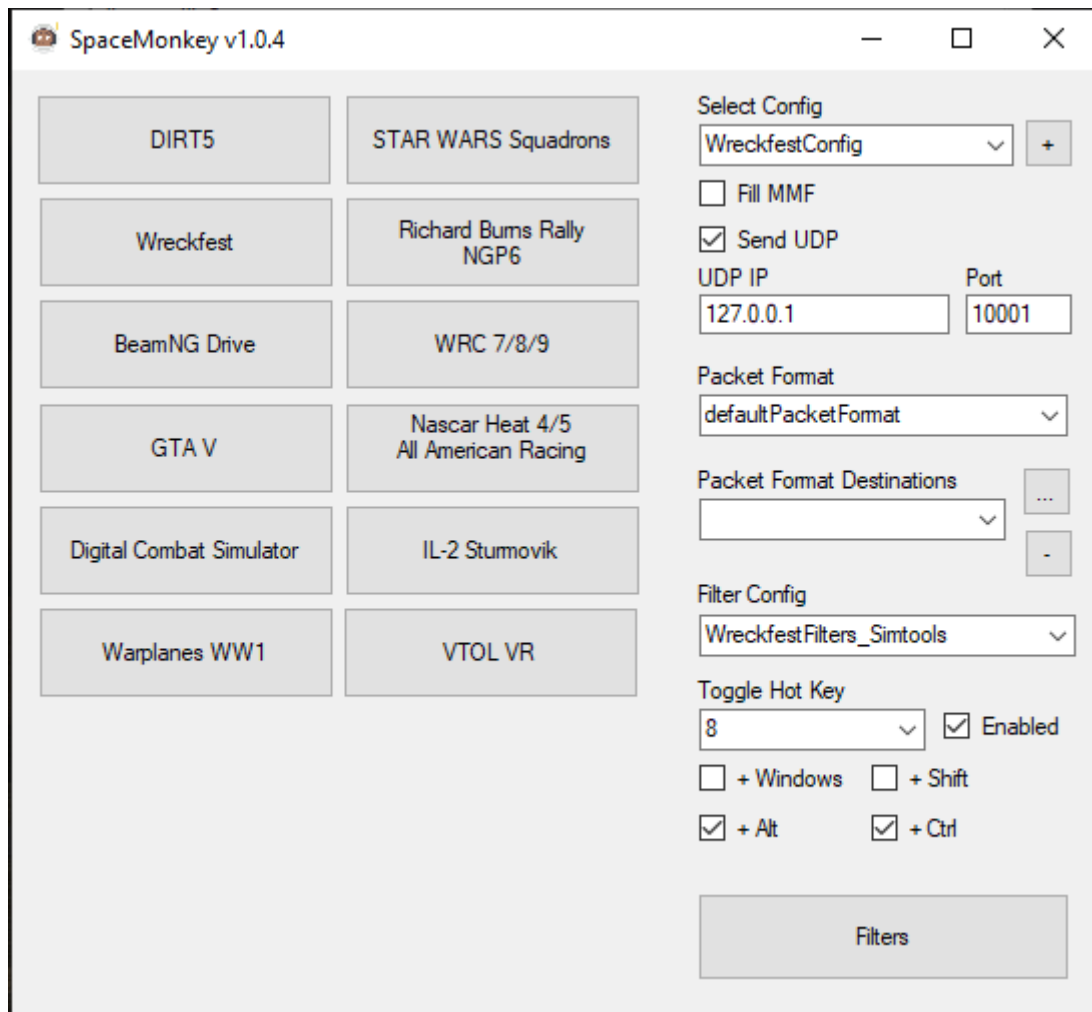 SpaceMonkey v1.0.4
DIRT5
STAR WARS Squadrons
Wreckfest
Richard Burns Rally
NGP6
BeamNG Drive
WRC 7/8/9
GTA V
Nascar Heat 4/5
All American Racing
Digital Combat Simulator
IL-2 Sturmovik
Warplanes WW1
VTOL VR
Select Config
WreckfestConfig
+
Fill MMF
Send UDP
UDP IP
Port
127.0.0.1
10001
Packet Format
defaultPacketFormat
Packet Format Destinations
...
-
Filter Config
WreckfestFilters_Simtools
Toggle Hot Key
8
Enabled
+ Windows
+ Shift
+ Alt
+ Ctrl
Filters